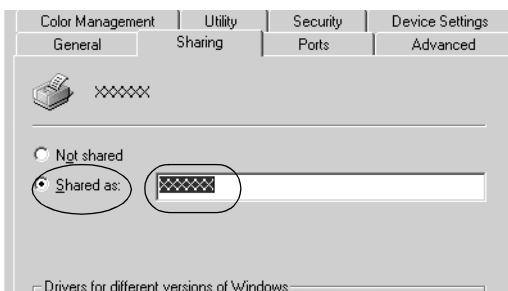 Color Management Utility Security Device Settings
General Sharing Ports Advanced
XXXXXX
Not shared
Shared as: XXXXXX
Drivers for different versions of Windows